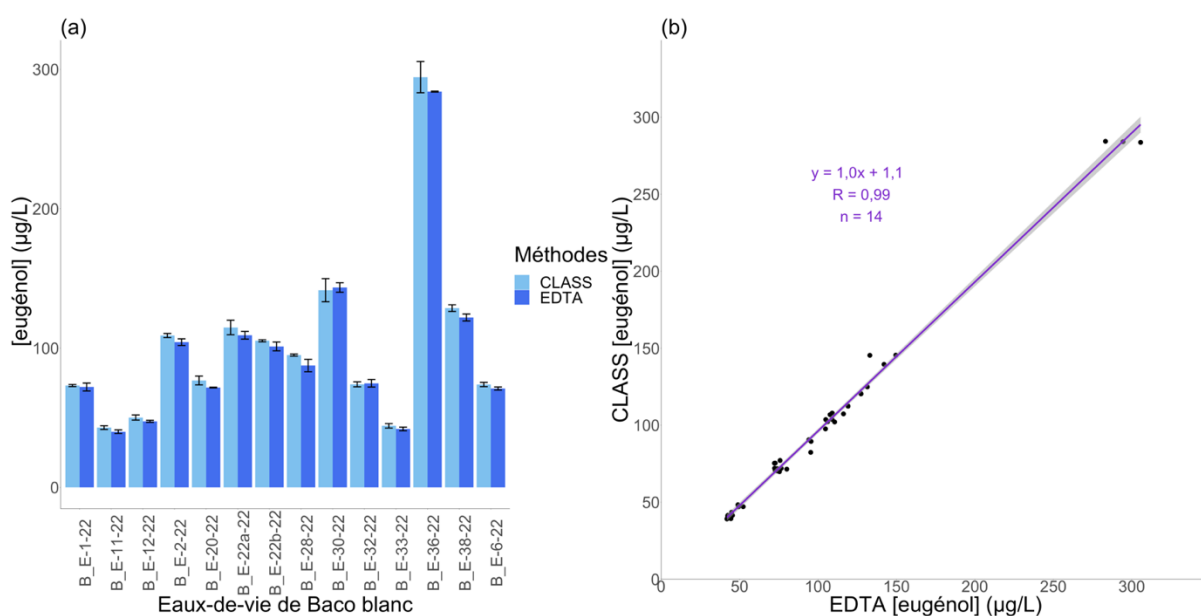 (a)
300
200
100
0
[eugénol] (µg/L)
B_E-1-22
B_E-11-22
B_E-12-22
B_E-2-22
B_E-20-22
B_E-22a-22
B_E-22b-22
B_E-28-22
B_E-30-22
B_E-32-22
B_E-33-22
B_E-36-22
B_E-38-22
B_E-6-22
Eaux-de-vie de Baco blanc
Méthodes
CLASS
EDTA
(b)
y = 1,0x + 1,1
R = 0,99
n = 14
300
250
200
150
100
50
0
CLASS [eugénol] (µg/L)
0 50 100 150 200 250 300
EDTA [eugénol] (µg/L)